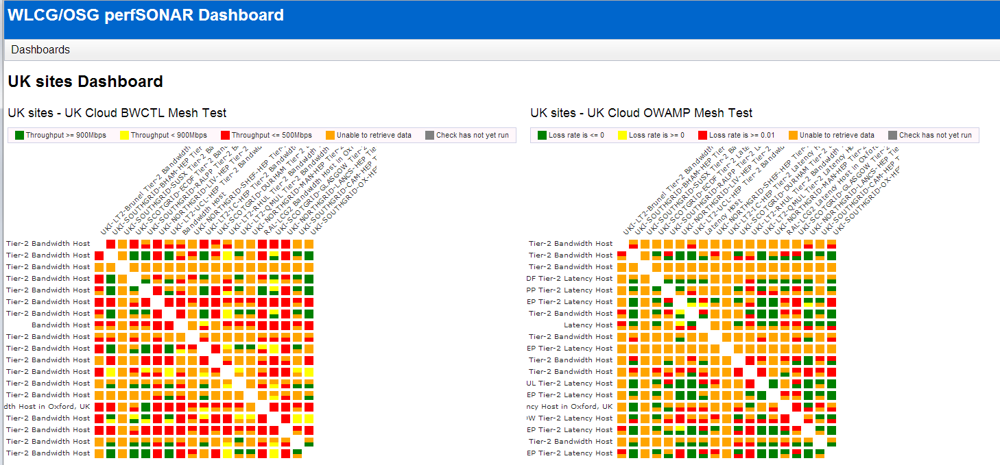 WLCG/OSG perfSONAR Dashboard
Dashboards
UK sites Dashboard
UK sites - UK Cloud BWCTL Mesh Test
Throughput >= 900Mbps Throughput < 900Mbps Throughput <= 500Mbps Unable to retrieve data Check has not yet run
UKI-LT2-Brunel Tier-2 Bandwidth
UKI-SOUTHGRID-BHAM-HEP Tier
UKI-SOUTHGRID-SUSX Tier-2 Ba
UKI-SCOTGRID-ECDF Tier-2 Ban
UKI-SOUTHGRID-RALPP Tier-2 B
UKI-NORTHGRID-LIV-HEP Tier-2
UKI-LT2-UCL-HEP Tier-2 Bandwi
Bandwidth Host
UKI-NORTHGRID-SHEF-HEP Tier-
UKI-LT2-IC-HEP Tier-2 Bandwid
UKI-SCOTGRID-DURHAM Tier-2
UKI-LT2-RHUL Tier-2 Bandwidth
UKI-LT2-QMUL Tier-2 Bandwidth
UKI-NORTHGRID-MAN-HEP Tier-2
RAL-LCG2 Bandwidth Host in Ox
UKI-SCOTGRID-GLASGOW Tier-2
UKI-NORTHGRID-LANCS-HEP Tie
UKI-SOUTHGRID-CAM-HEP T
UKI-SOUTHGRID-OX-HEP
Tier-2 Bandwidth Host
Tier-2 Bandwidth Host
Tier-2 Bandwidth Host
Tier-2 Bandwidth Host
Tier-2 Bandwidth Host
Tier-2 Bandwidth Host
Tier-2 Bandwidth Host
Bandwidth Host
Tier-2 Bandwidth Host
Tier-2 Bandwidth Host
Tier-2 Bandwidth Host
Tier-2 Bandwidth Host
Tier-2 Bandwidth Host
Tier-2 Bandwidth Host
dth Host in Oxford, UK
Tier-2 Bandwidth Host
Tier-2 Bandwidth Host
Tier-2 Bandwidth Host
Tier-2 Bandwidth Host
UK sites - UK Cloud OWAMP Mesh Test
Loss rate is <= 0 Loss rate is >= 0 Loss rate is >= 0.01 Unable to retrieve data Check has not yet run
UKI-LT2-Brunel Tier-2 Bandwidth
UKI-SOUTHGRID-BHAM-HEP Tier
UKI-SOUTHGRID-SUSX Tier-2 Ba
UKI-SCOTGRID-ECDF Tier-2 Late
UKI-SOUTHGRID-RALPP Tier-2 L
UKI-NORTHGRID-LIV-HEP Tier-2
UKI-LT2-UCL-HEP Tier-2
Latency Host
UKI-NORTHGRID-SHEF-HEP Tier-
UKI-LT2-IC-HEP Tier-2 Latency
UKI-SCOTGRID-DURHAM Tier-2
UKI-LT2-RHUL Tier-2
UKI-LT2-QMUL Tier-2 Latency
UKI-NORTHGRID-MAN-HEP Tier-2
RAL-LCG2 Latency Host in Oxford
UKI-SCOTGRID-GLASGOW Tier-2
UKI-NORTHGRID-LANCS-HEP Tie
UKI-SOUTHGRID-CAM-HEP T
UKI-SOUTHGRID-OX-HEP
Tier-2 Bandwidth Host
Tier-2 Bandwidth Host
Tier-2 Bandwidth Host
DF Tier-2 Latency Host
PP Tier-2 Latency Host
EP Tier-2 Latency Host
Tier-2 Bandwidth Host
Latency Host
Tier-2 Bandwidth Host
EP Tier-2 Latency Host
Tier-2 Bandwidth Host
Tier-2 Bandwidth Host
UL Tier-2 Latency Host
EP Tier-2 Latency Host
ncy Host in Oxford, UK
OW Tier-2 Latency Host
EP Tier-2 Latency Host
Tier-2 Bandwidth Host
EP Tier-2 Latency Host